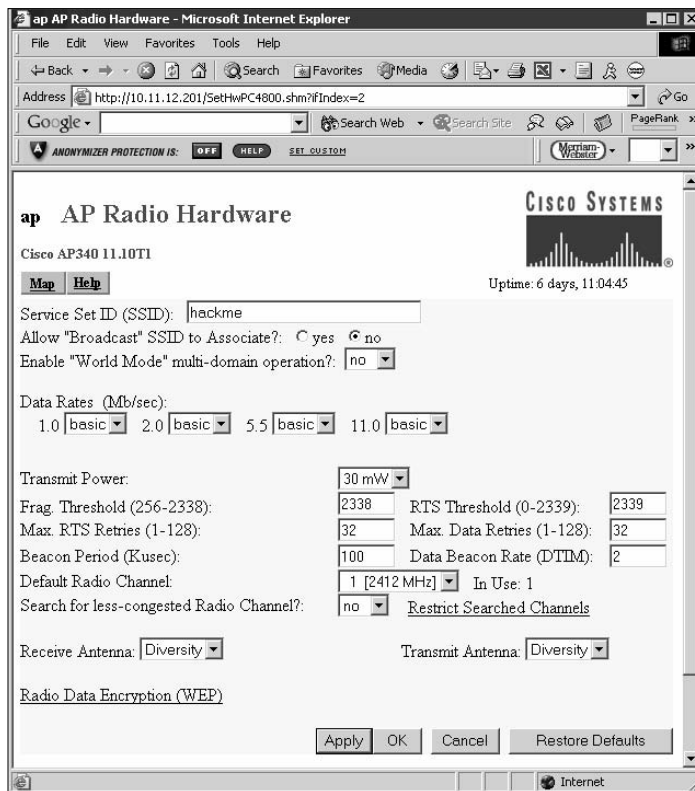 ap AP Radio Hardware - Microsoft Internet Explorer
File Edit View Favorites Tools Help
Back Search Favorites Media
Address http://10.11.12.201/SetHwPC4800.shm?ifIndex=2 Go
Google Search Web Search Site PageRank »
ANONYMIZER PROTECTION IS: OFF HELP SET CUSTOM Merriam-Webster »
ap AP Radio Hardware
CISCO SYSTEMS
®
Cisco AP340 11.10T1
Map Help
Uptime: 6 days, 11:04:45
Service Set ID (SSID): hackme
Allow "Broadcast" SSID to Associate?: yes no
Enable "World Mode" multi-domain operation?: no
Data Rates (Mb/sec):
1.0 basic 2.0 basic 5.5 basic 11.0 basic
Transmit Power: 30 mW
Frag. Threshold (256-2338): 2338 RTS Threshold (0-2339): 2339
Max. RTS Retries (1-128): 32 Max. Data Retries (1-128): 32
Beacon Period (Kusec): 100 Data Beacon Rate (DTIM): 2
Default Radio Channel: 1 [2412 MHz] In Use: 1
Search for less-congested Radio Channel?: no Restrict Searched Channels
Receive Antenna: Diversity Transmit Antenna: Diversity
Radio Data Encryption (WEP)
Apply OK Cancel Restore Defaults
Internet